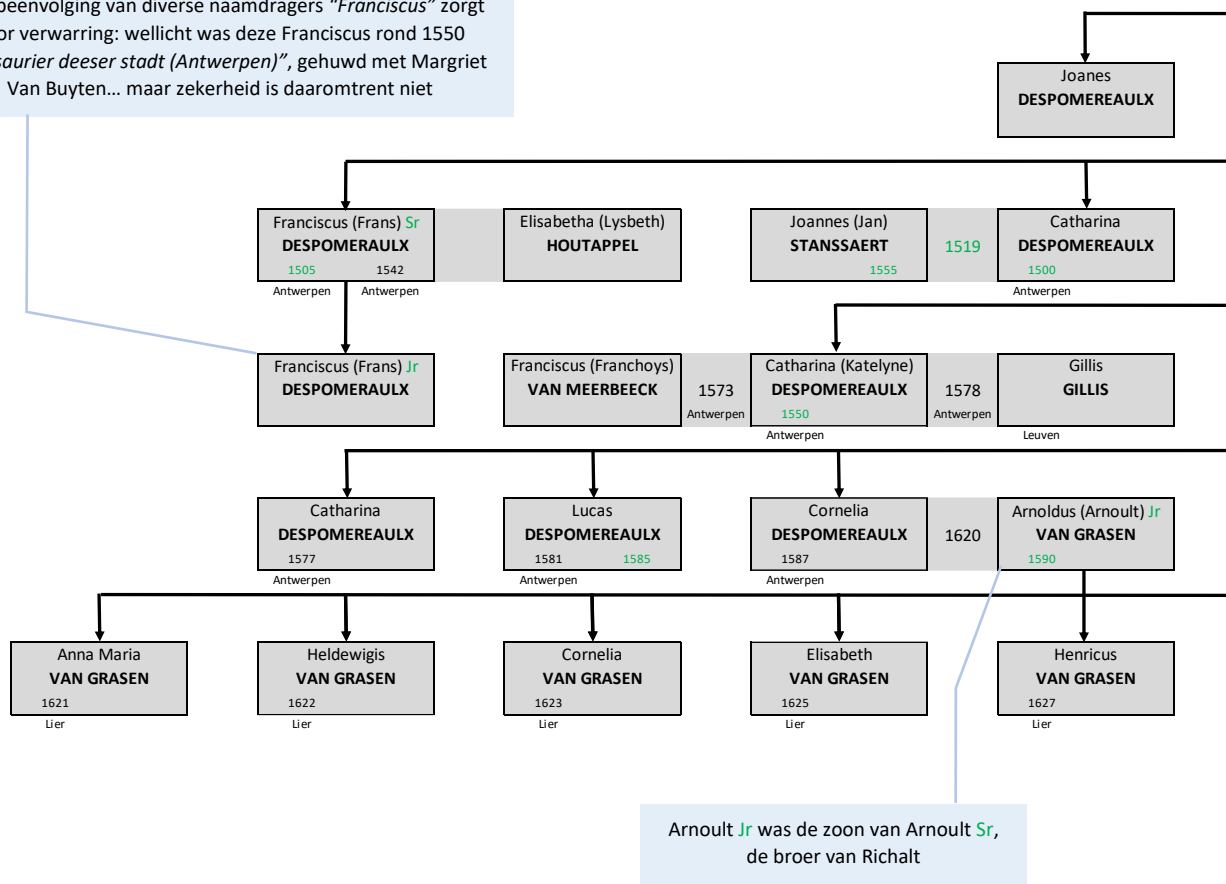 peenvolging van diverse naamdragers "Franciscus" zorgt
or verwarring: wellicht was deze Franciscus rond 1550
saurier deeser stadt (Antwerpen)", gehuwd met Margriet
Van Buyten... maar zekerheid is daaromtrent niet
Joanes
DESPOMEREAULX
Franciscus (Frans) Sr
DESPOMERAULX
1505 1542
Antwerpen Antwerpen
Elisabetha (Lysbeth)
HOUTAPPEL
Joannes (Jan)
STANSSAERT
1555
1519
Catharina
DESPOMEREAULX
1500
Antwerpen
Franciscus (Frans) Jr
DESPOMERAULX
Franciscus (Franchoys)
VAN MEERBEECK
1573
Antwerpen
Catharina (Katelyne)
DESPOMEREAULX
1550
Antwerpen
1578
Antwerpen
Gillis
GILLIS
Leuven
Catharina
DESPOMEREAULX
1577
Antwerpen
Lucas
DESPOMEREAULX
1581 1585
Antwerpen
Cornelia
DESPOMEREAULX
1587
Antwerpen
1620
Arnoldus (Arnoult) Jr
VAN GRASEN
1590
Anna Maria
VAN GRASEN
1621
Lier
Heldewigis
VAN GRASEN
1622
Lier
Cornelia
VAN GRASEN
1623
Lier
Elisabeth
VAN GRASEN
1625
Lier
Henricus
VAN GRASEN
1627
Lier
Arnoult Jr was de zoon van Arnoult Sr,
de broer van Richalt